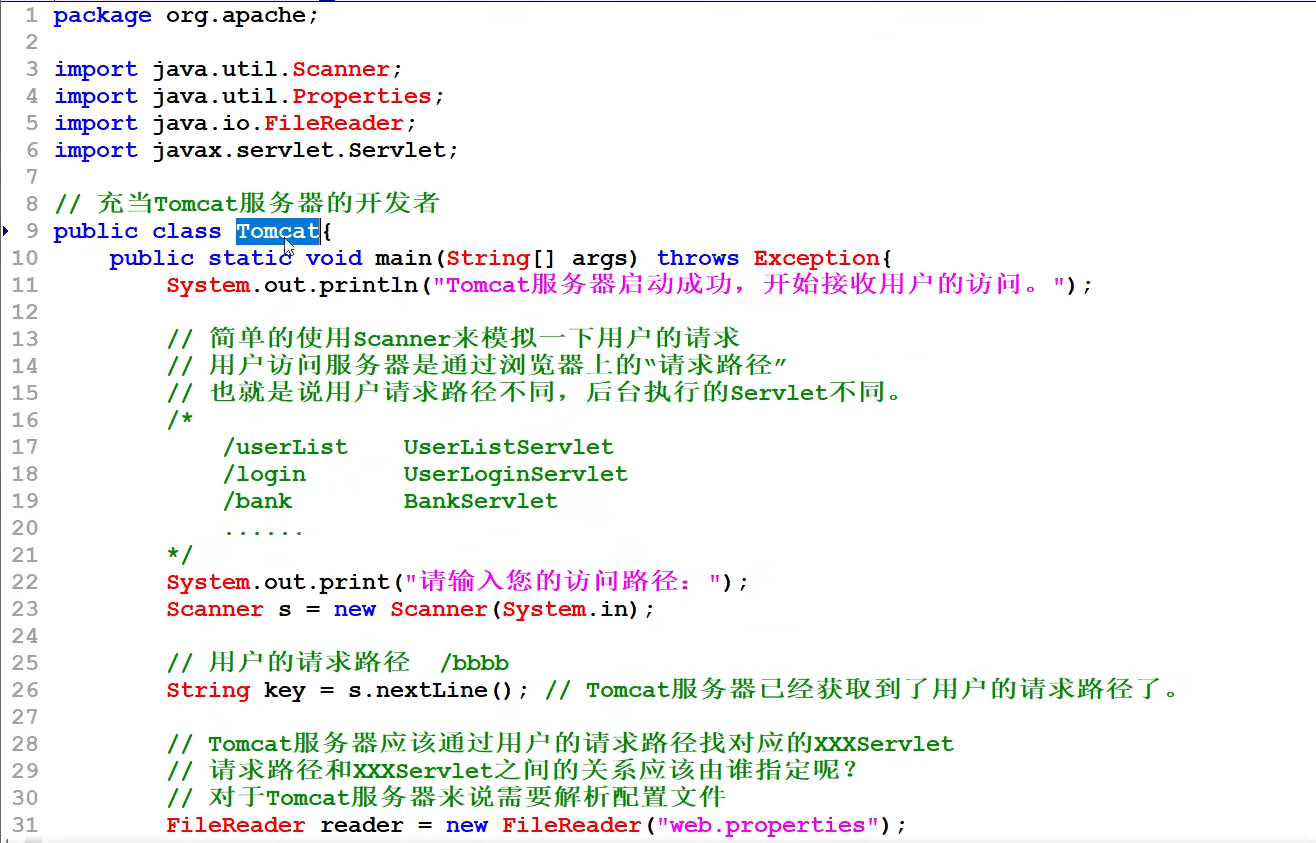 1 package org.apache;
2
3 import java.util.Scanner;
4 import java.util.Properties;
5 import java.io.FileReader;
6 import javax.servlet.Servlet;
7
8 // 充当Tomcat服务器的开发者
9 public class Tomcat{
10     public static void main(String[] args) throws Exception{
11         System.out.println("Tomcat服务器启动成功，开始接收用户的访问。");
12
13         // 简单的使用Scanner来模拟一下用户的请求
14         // 用户访问服务器是通过浏览器上的“请求路径”
15         // 也就是说用户请求路径不同，后台执行的Servlet不同。
16         /*
17             /userList    UserListServlet
18             /login       UserLoginServlet
19             /bank        BankServlet
20             ......
21         */
22         System.out.print("请输入您的访问路径：");
23         Scanner s = new Scanner(System.in);
24
25         // 用户的请求路径  /bbbb
26         String key = s.nextLine(); // Tomcat服务器已经获取到了用户的请求路径了。
27
28         // Tomcat服务器应该通过用户的请求路径找对应的XXXServlet
29         // 请求路径和XXXServlet之间的关系应该由谁指定呢？
30         // 对于Tomcat服务器来说需要解析配置文件
31         FileReader reader = new FileReader("web.properties");